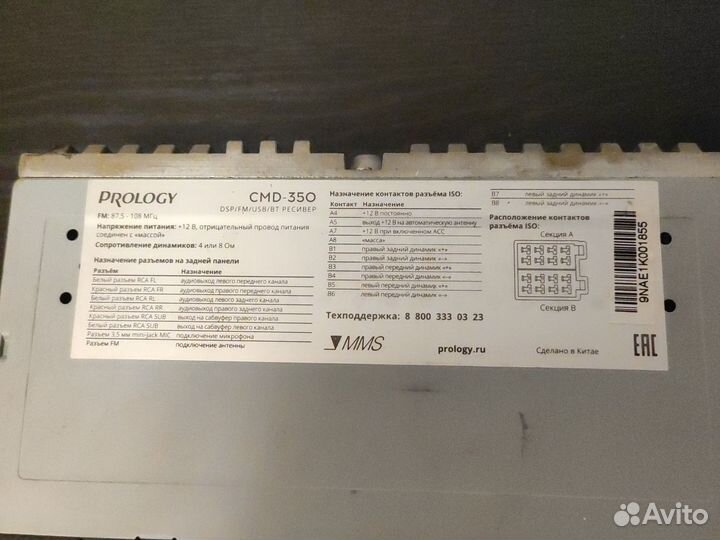 PROLOGY
CMD-350
DSP/FM/USB/BT РЕСИВЕР
FM: 87,5 - 108 МГц
Напряжение питания: +12 В, отрицательный провод питания
соединен с «массой»
Сопротивление динамиков: 4 или 8 Ом
Назначение разъемов на задней панели
Разъём Назначение
Белый разъем RCA FL аудиовыход левого переднего канала
Красный разъем RCA FR аудиовыход правого переднего канала
Белый разъем RCA RL аудиовыход левого заднего канала
Красный разъем RCA RR аудиовыход правого заднего канала
Красный разъем RCA SUB выход на сабвуфер правого канала
Белый разъем RCA SUB выход на сабвуфер левого канала
Разъем 3,5 мм mini-Jack MIC подключение микрофона
Разъем FM подключение антенны
Назначение контактов разъёма ISO:
Контакт Назначение
A4 +12 В постоянно
A5 выход +12 В на автоматическую антенну
A7 +12 В при включенном ACC
A8 «масса»
B1 правый задний динамик «+»
B2 правый задний динамик «-»
B3 правый передний динамик «+»
B4 правый передний динамик «-»
B5 левый передний динамик «+»
B6 левый передний динамик «-»
B7 левый задний динамик «+»
B8 левый задний динамик «-»
Расположение контактов
разъёма ISO:
Секция A
Секция B
9NAE1K001855
Техподдержка: 8 800 333 03 23
MMS
prology.ru
Сделано в Китае
EAC
Avito